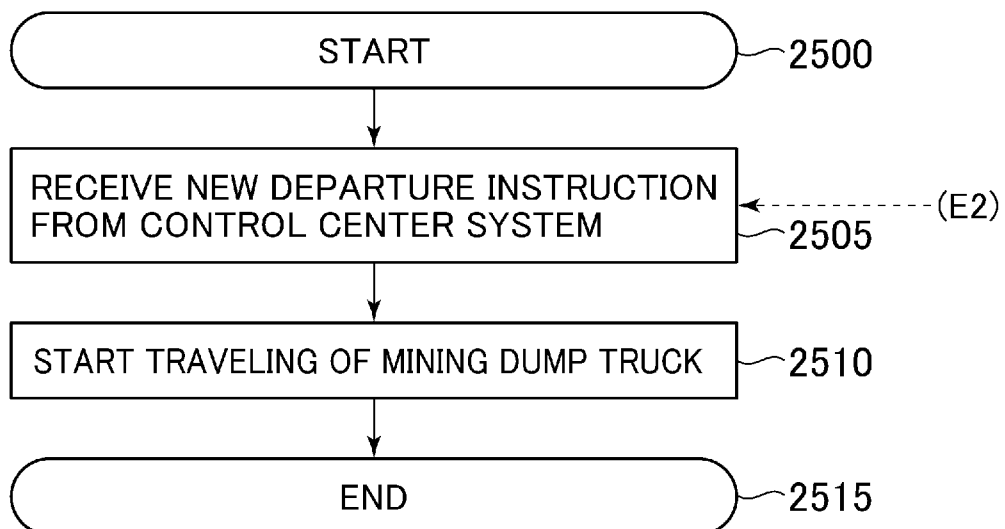 START
2500
RECEIVE NEW DEPARTURE INSTRUCTION
FROM CONTROL CENTER SYSTEM
(E2)
2505
START TRAVELING OF MINING DUMP TRUCK
2510
END
2515